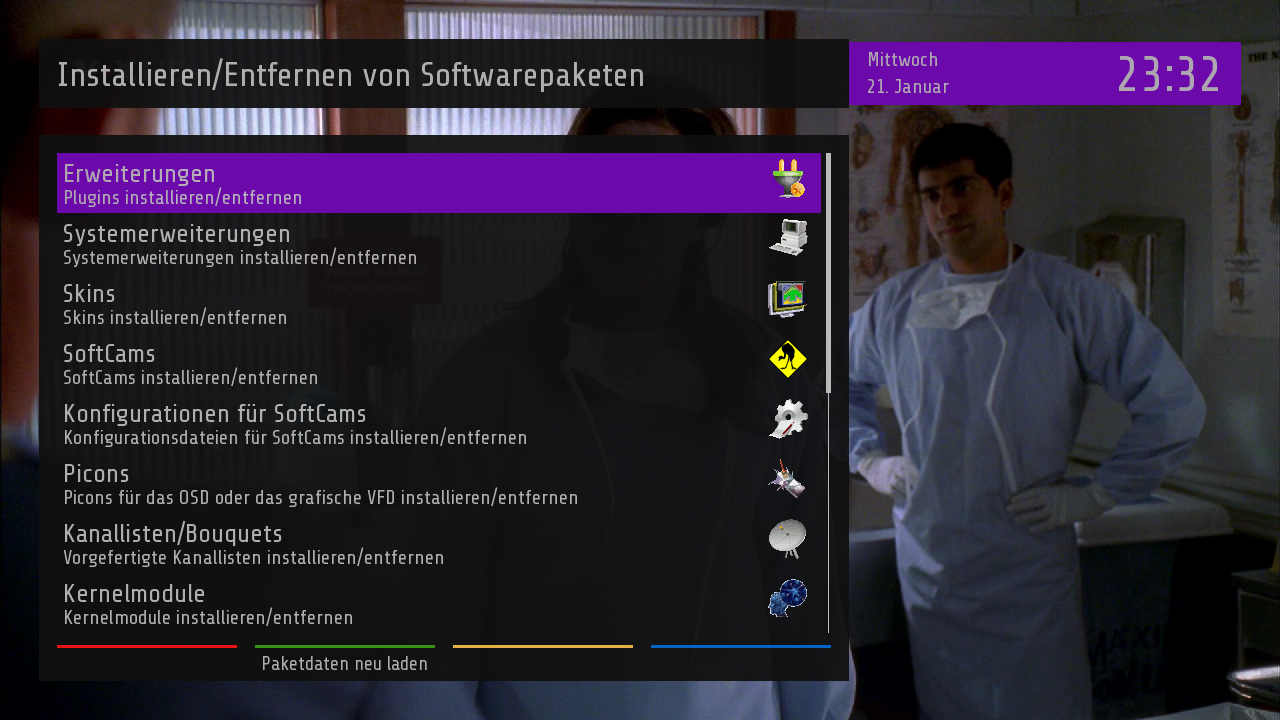 Installieren/Entfernen von Softwarepaketen
Mittwoch
21. Januar
23:32
Erweiterungen
Plugins installieren/entfernen
Systemerweiterungen
Systemerweiterungen installieren/entfernen
Skins
Skins installieren/entfernen
SoftCams
SoftCams installieren/entfernen
Konfigurationen für SoftCams
Konfigurationsdateien für SoftCams installieren/entfernen
Picons
Picons für das OSD oder das grafische VFD installieren/entfernen
Kanallisten/Bouquets
Vorgefertigte Kanallisten installieren/entfernen
Kernelmodule
Kernelmodule installieren/entfernen
Paketdaten neu laden
THOROUGHLY
THE